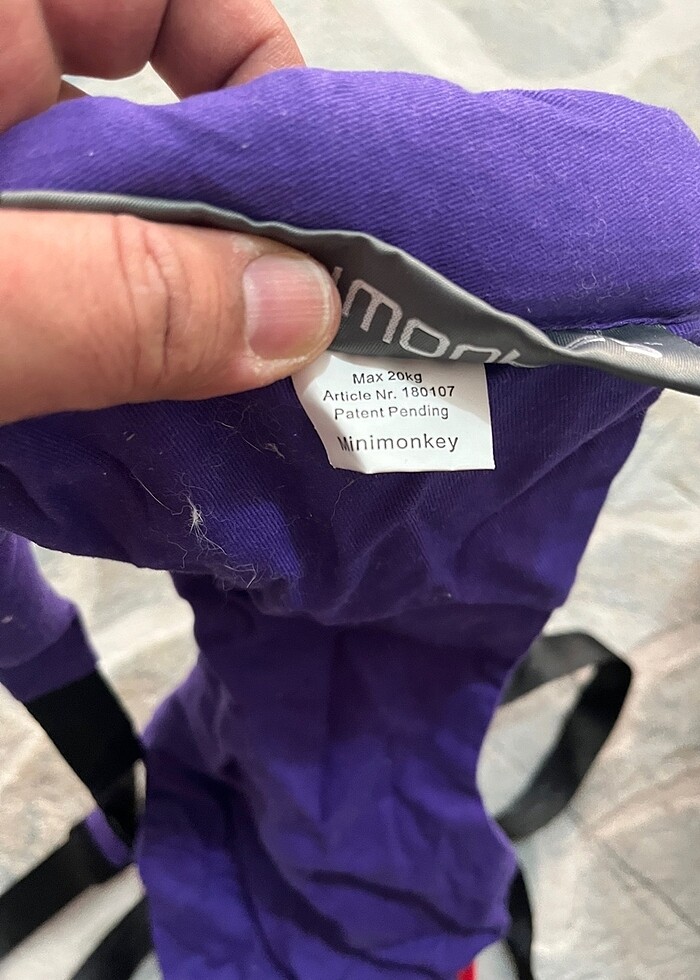 Max 20kg
Article Nr. 180107
Patent Pending
Minimonkey